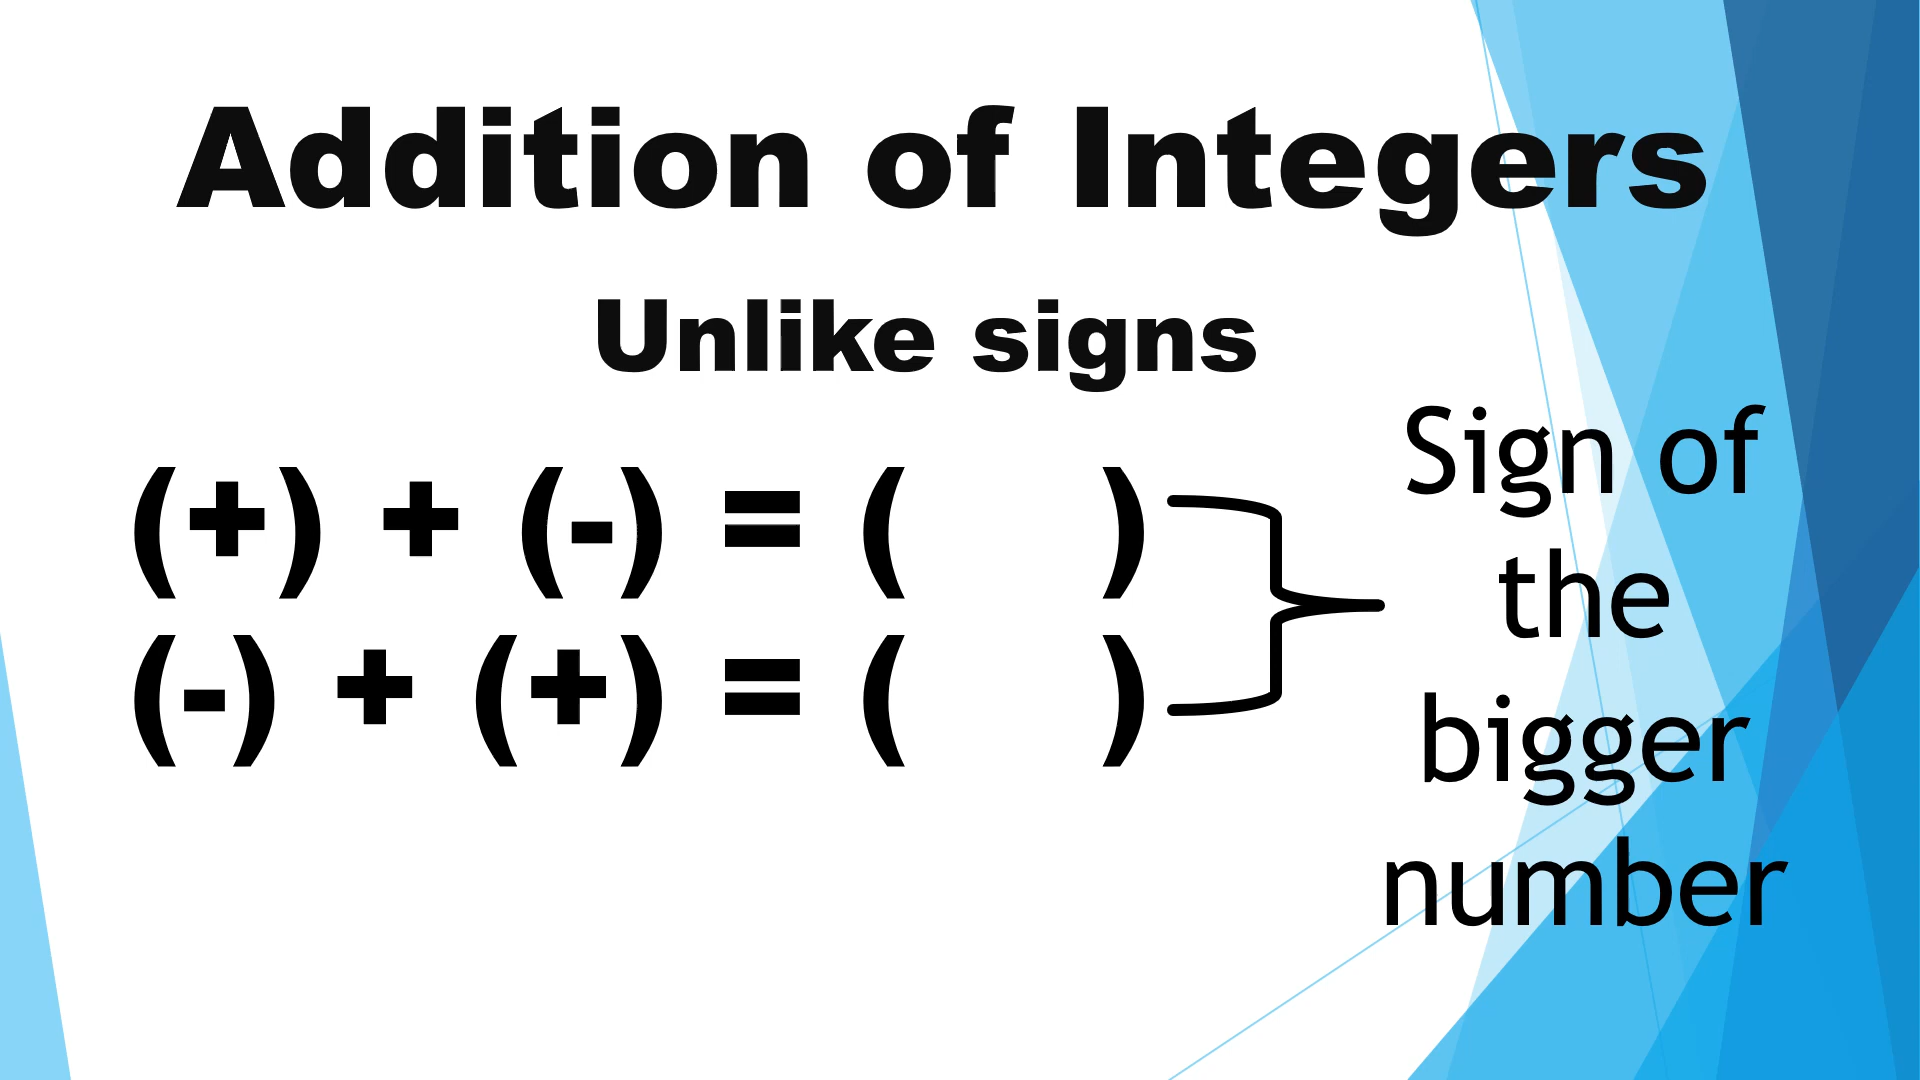 Addition of Integers
Unlike signs
(+) + (-) = (    )
(-) + (+) = (    )
Sign of
the
bigger
number